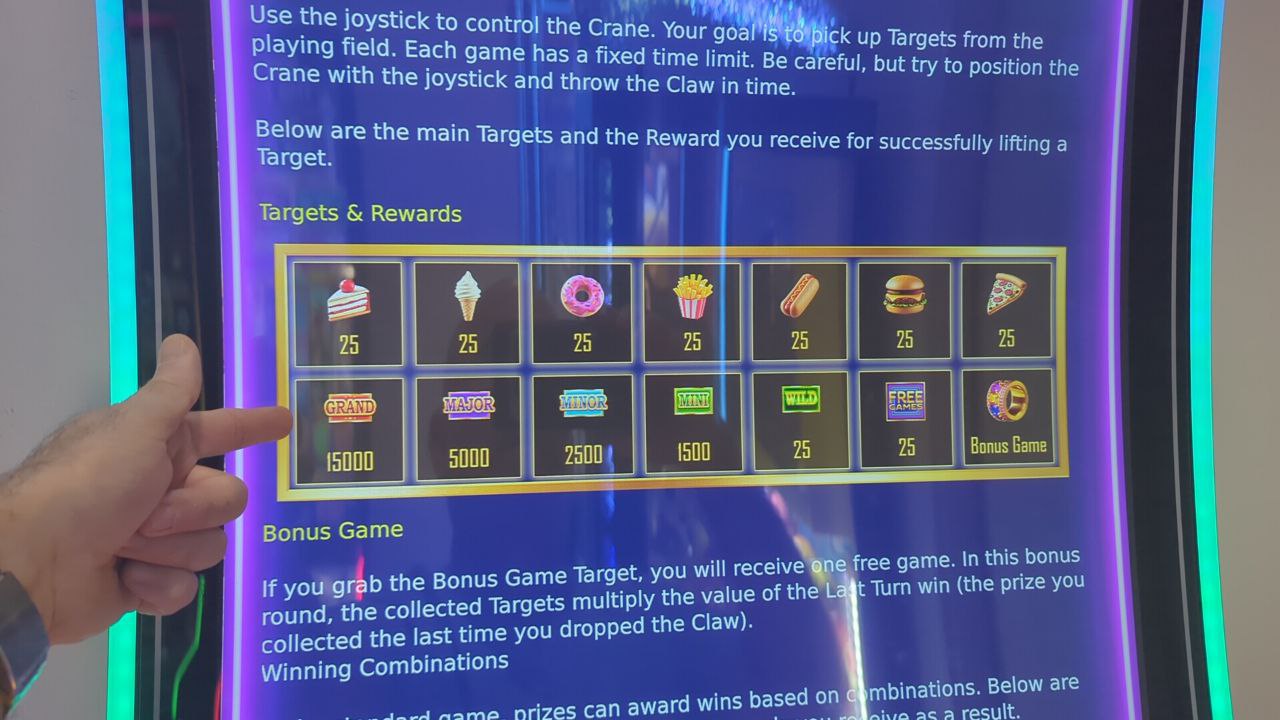 Use the joystick to control the Crane. Your goal is to pick up Targets from the
playing field. Each game has a fixed time limit. Be careful, but try to position the
Crane with the joystick and throw the Claw in time.
Below are the main Targets and the Reward you receive for successfully lifting a
Target.
Targets & Rewards
25 25 25 25 25 25 25
GRAND MAJOR MINOR MINI WILD FREE GAMES
15000 5000 2500 1500 25 25 Bonus Game
Bonus Game
If you grab the Bonus Game Target, you will receive one free game. In this bonus
round, the collected Targets multiply the value of the Last Turn win (the prize you
collected the last time you dropped the Claw).
Winning Combinations
game, prizes can award wins based on combinations. Below are
you receive as a result.